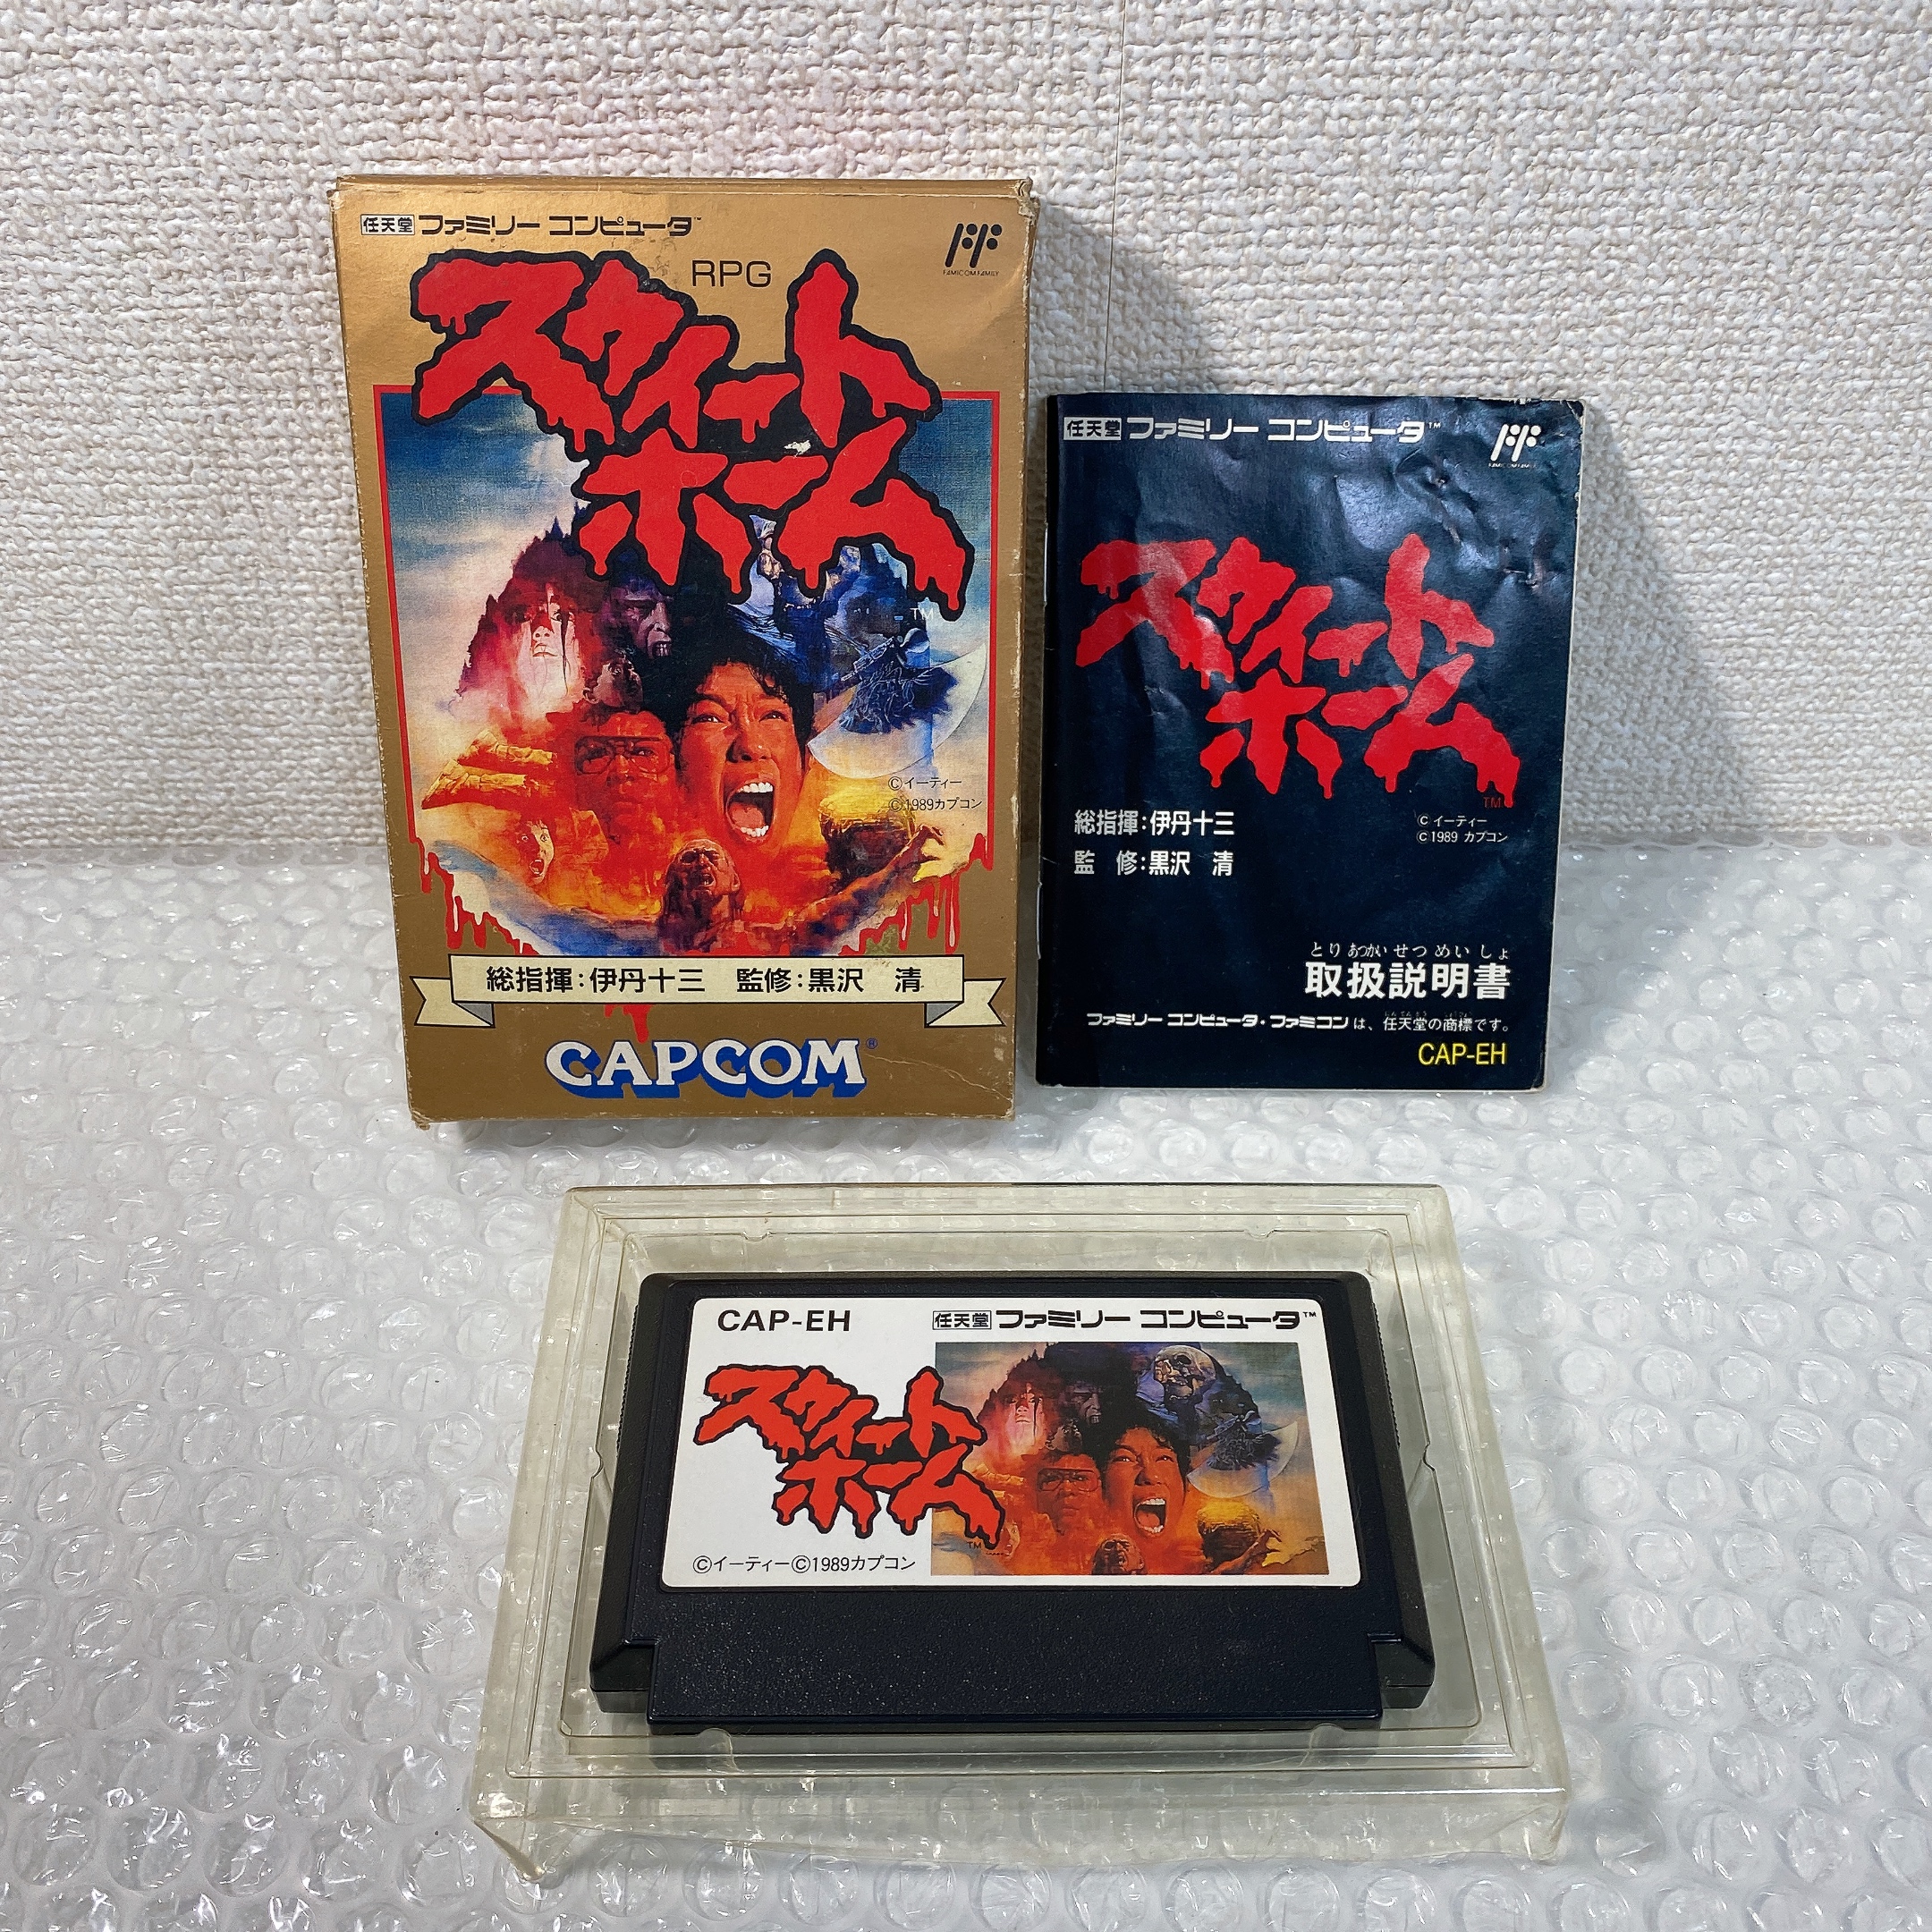 任天堂 ファミリー コンピュータ™
FAMICOM FAMILY
RPG
スウィート
ホーム
TM
©イーティー
©1989カプコン
総指揮:伊丹十三 監修:黒沢 清
CAPCOM®
任天堂 ファミリー コンピュータ™
FAMICOM FAMILY
スウィート
ホーム
TM
総指揮:伊丹十三
監 修:黒沢 清
© イーティー
© 1989 カプコン
とりあつかいせつめいしょ
取扱説明書
ファミリー コンピュータ・ファミコンは、任天堂の商標です。
CAP-EH
CAP-EH
任天堂 ファミリー コンピュータ™
スウィート
ホーム
TM
©イーティー©1989カプコン